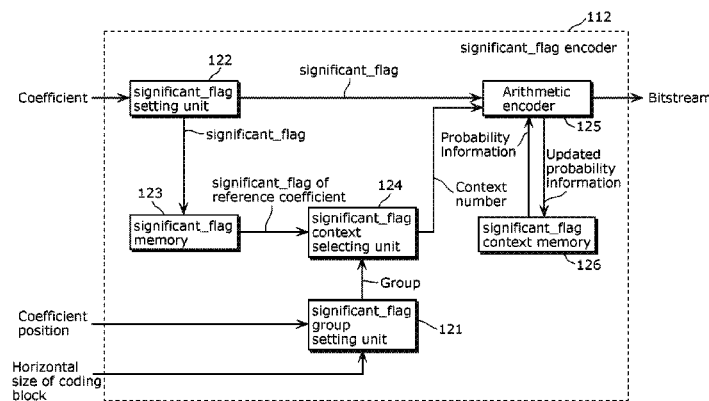 112
significant_flag encoder
122
significant_flag
setting unit
significant_flag
Arithmetic
encoder
125
Coefficient
Bitstream
significant_flag
Probability
Information
Updated
probability
information
Context
number
123
significant_flag
memory
significant_flag of
reference coefficient
124
significant_flag
context
selecting unit
significant_flag
context memory
126
Group
Coefficient
position
significant_flag
group
setting unit
121
Horizontal
size of coding
block